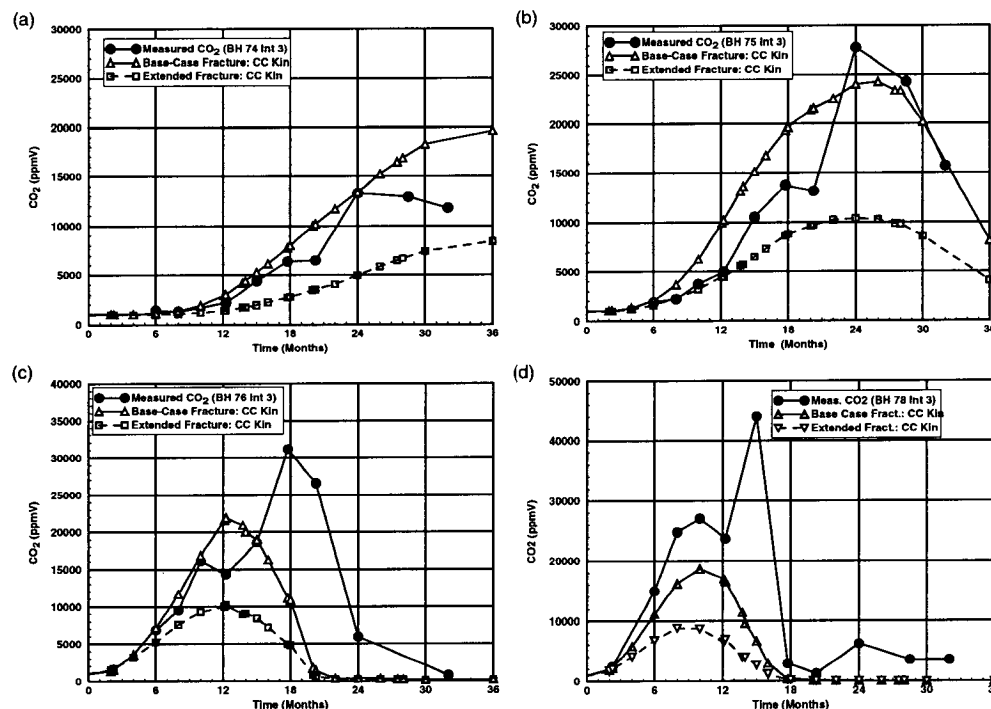 (a)
30000
25000
20000
15000
10000
5000
0
CO2 (ppmV)
Measured CO2 (BH 74 Int 3)
Base-Case Fracture: CC Kin
Extended Fracture: CC Kin
0 6 12 18 24 30 36
Time (Months)
(b)
30000
25000
20000
15000
10000
5000
0
CO2 (ppmV)
Measured CO2 (BH 75 Int 3)
Base-Case Fracture: CC Kin
Extended Fracture: CC Kin
0 6 12 18 24 30 36
Time (Months)
(c)
40000
35000
30000
25000
20000
15000
10000
5000
0
CO2 (ppmV)
Measured CO2 (BH 76 Int 3)
Base-Case Fracture: CC Kin
Extended Fracture: CC Kin
0 6 12 18 24 30 36
Time (Months)
(d)
50000
40000
30000
20000
10000
0
CO2 (ppmV)
Meas. CO2 (BH 78 Int 3)
Base Case Fract.: CC Kin
Extended Fract.: CC Kin
0 6 12 18 24 30 36
Time (Months)